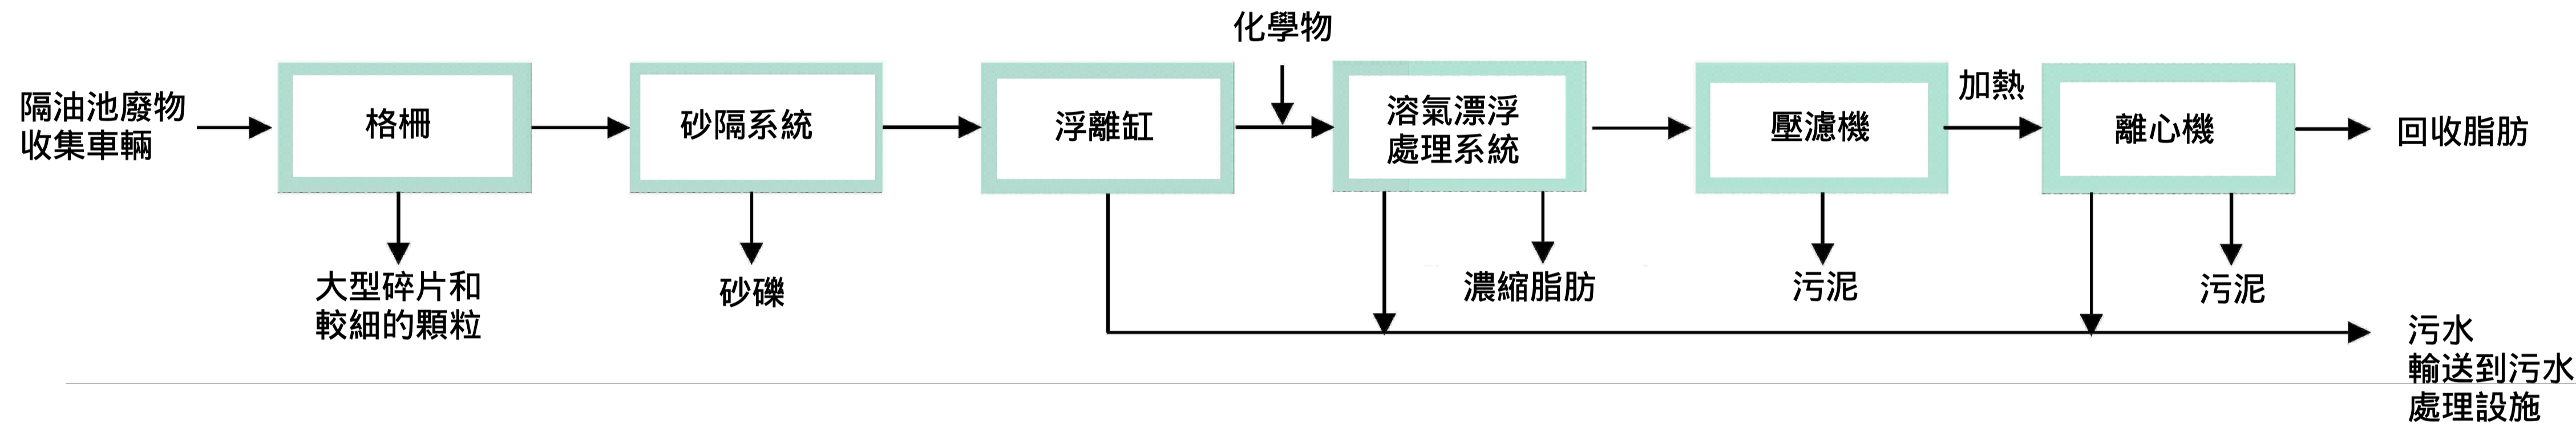 化學物
隔油池廢物
收集車輛
格柵
砂隔系統
浮離缸
溶氣漂浮
處理系統
壓濾機
加熱
離心機
回收脂肪
大型碎片和
較細的顆粒
砂礫
濃縮脂肪
污泥
污泥
污水
輸送到污水
處理設施